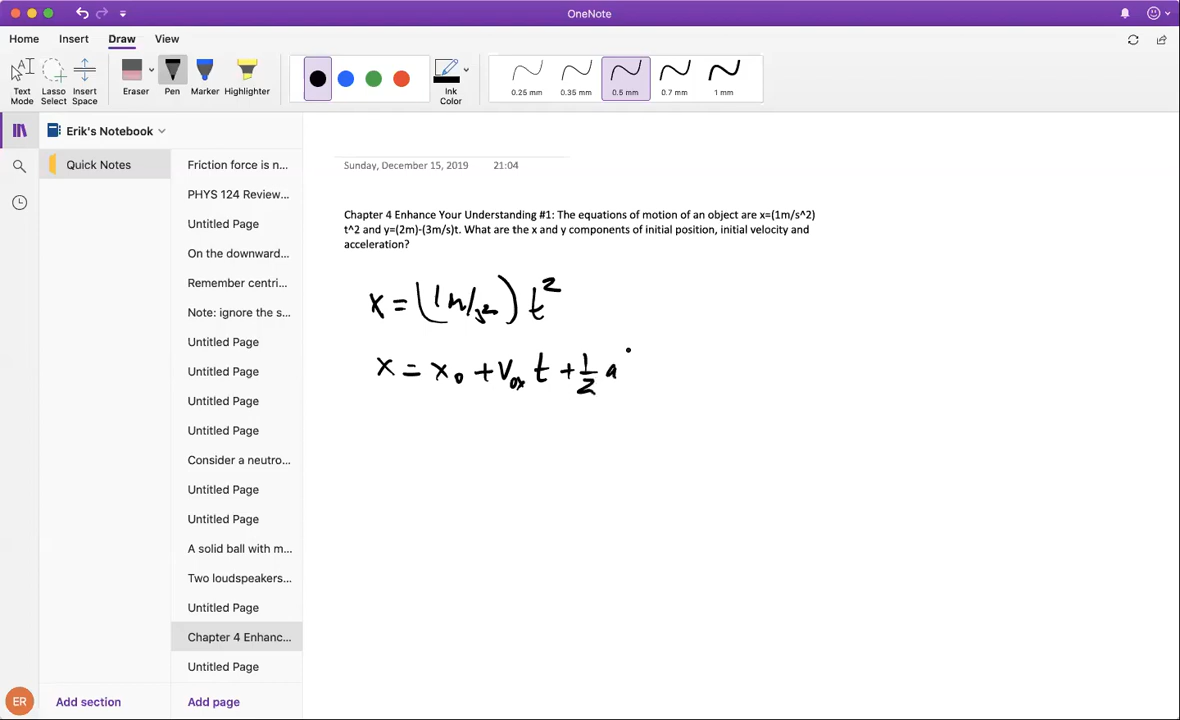 OneNote
Home Insert Draw View
Text Mode
Lasso Select
Insert Space
Eraser
Pen
Marker
Highlighter
Ink Color
0.25 mm
0.35 mm
0.5 mm
0.7 mm
1 mm
Erik's Notebook
Quick Notes
Friction force is n...
PHYS 124 Review...
Untitled Page
On the downward...
Remember centri...
Note: ignore the s...
Untitled Page
Untitled Page
Untitled Page
Untitled Page
Consider a neutro...
Untitled Page
Untitled Page
A solid ball with m...
Two loudspeakers...
Untitled Page
Chapter 4 Enhanc...
Untitled Page
ER
Add section
Add page
Sunday, December 15, 2019 21:04
Chapter 4 Enhance Your Understanding #1: The equations of motion of an object are x=(1m/s^2)
t^2 and y=(2m)-(3m/s)t. What are the x and y components of initial position, initial velocity and
acceleration?
x = (1m/s²) t²
x = x₀ + v₀ₓ t + ½ a